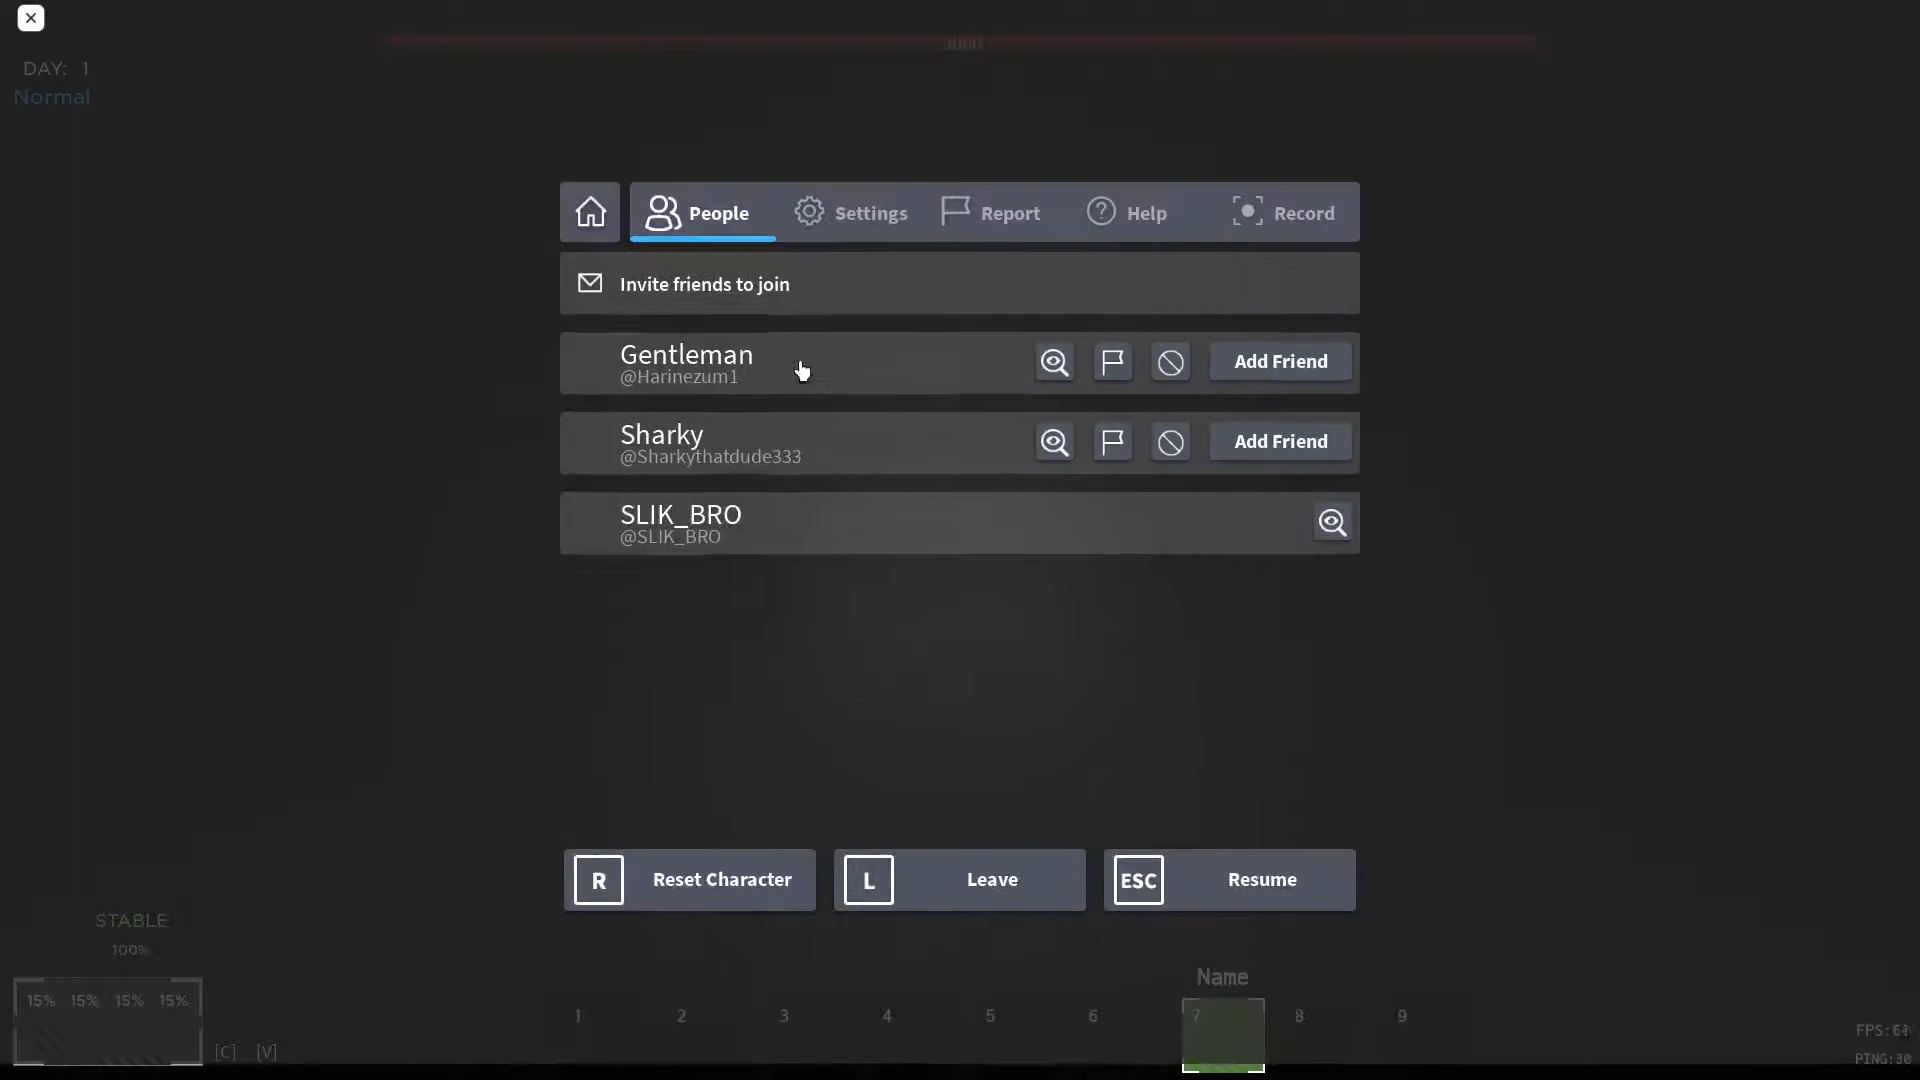 DAY: 1
Normal
People
Settings
Report
Help
Record
Invite friends to join
Gentleman
@Harinezum1
Add Friend
Sharky
@Sharkythatdude333
Add Friend
SLIK_BRO
@SLIK_BRO
R Reset Character
L Leave
ESC Resume
STABLE
100%
15% 15% 15% 15%
[C] [V]
Name
1 2 3 4 5 6 7 8 9
FPS:61
PING:30